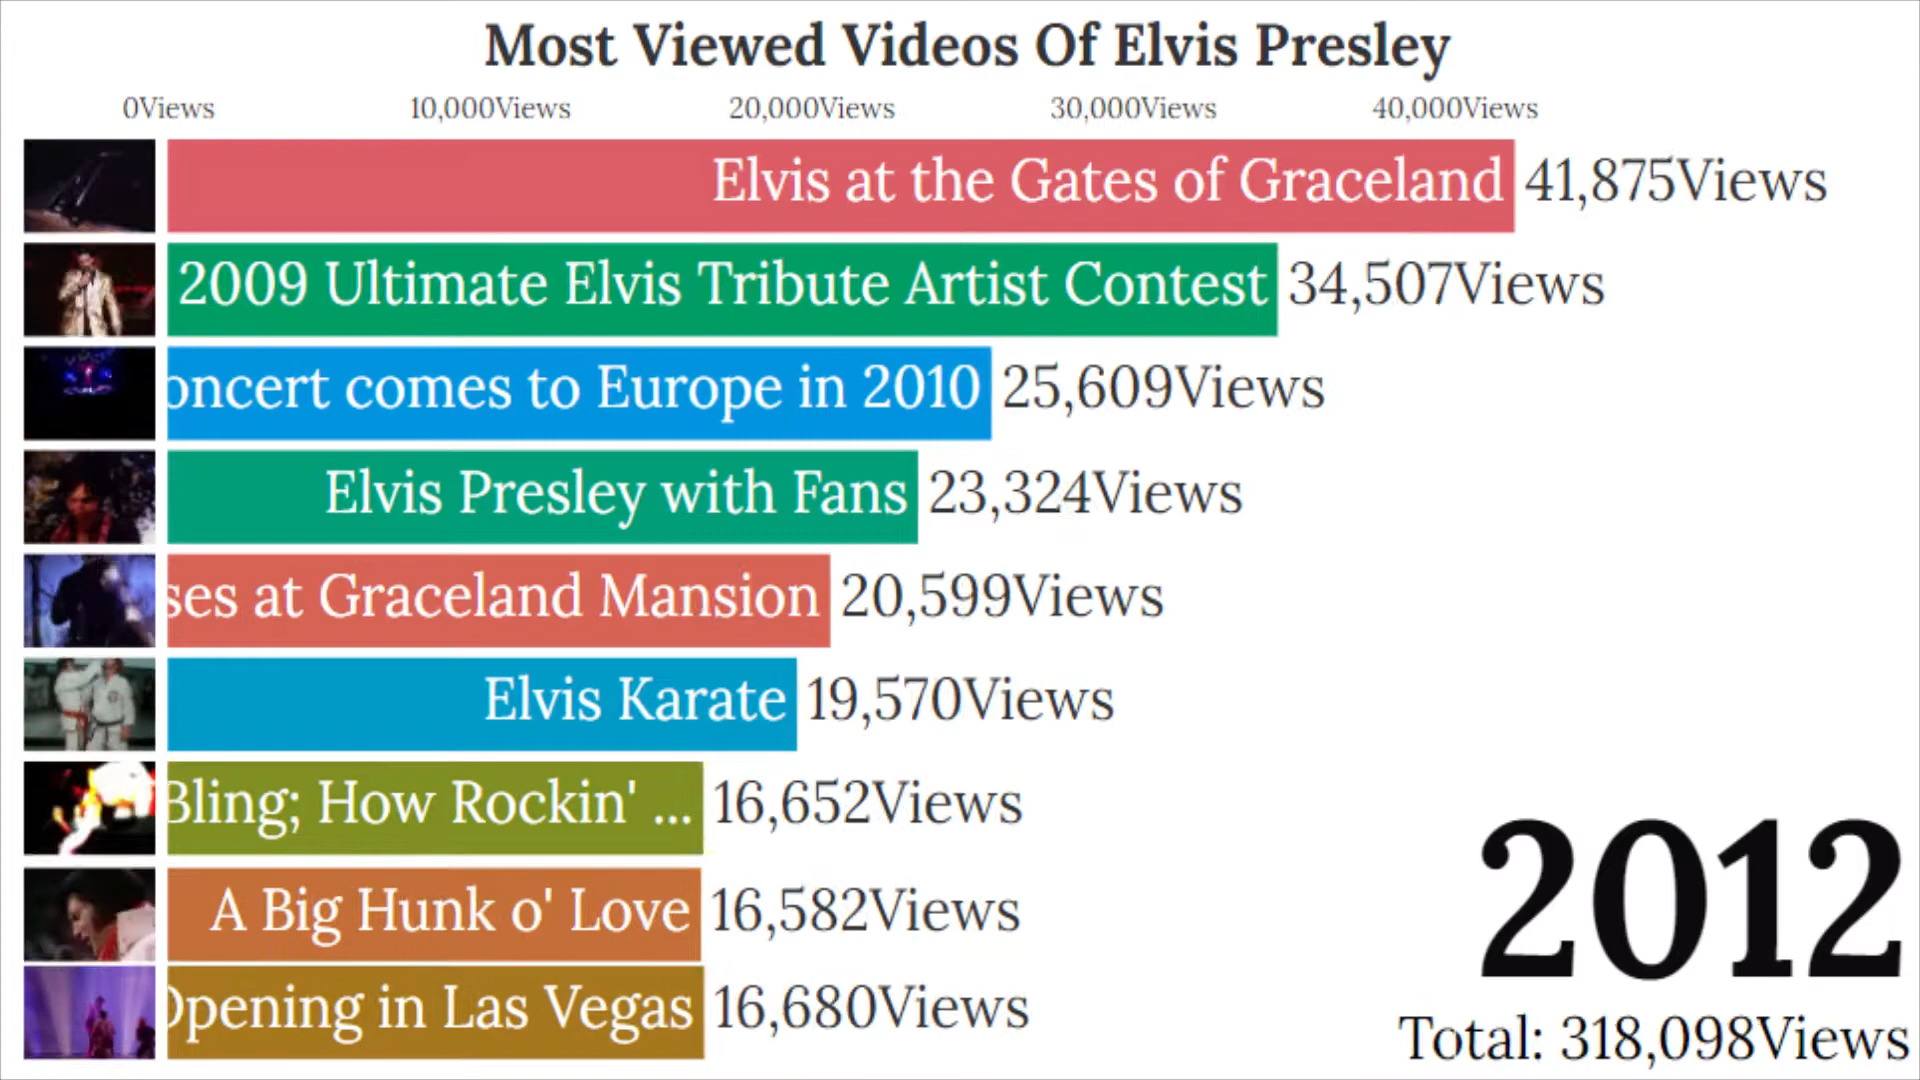 Most Viewed Videos Of Elvis Presley
0Views 10,000Views 20,000Views 30,000Views 40,000Views
Elvis at the Gates of Graceland 41,875Views
2009 Ultimate Elvis Tribute Artist Contest 34,507Views
oncert comes to Europe in 2010 25,609Views
Elvis Presley with Fans 23,324Views
ses at Graceland Mansion 20,599Views
Elvis Karate 19,570Views
Bling; How Rockin' ... 16,652Views
A Big Hunk o' Love 16,582Views
Opening in Las Vegas 16,680Views
2012
Total: 318,098Views